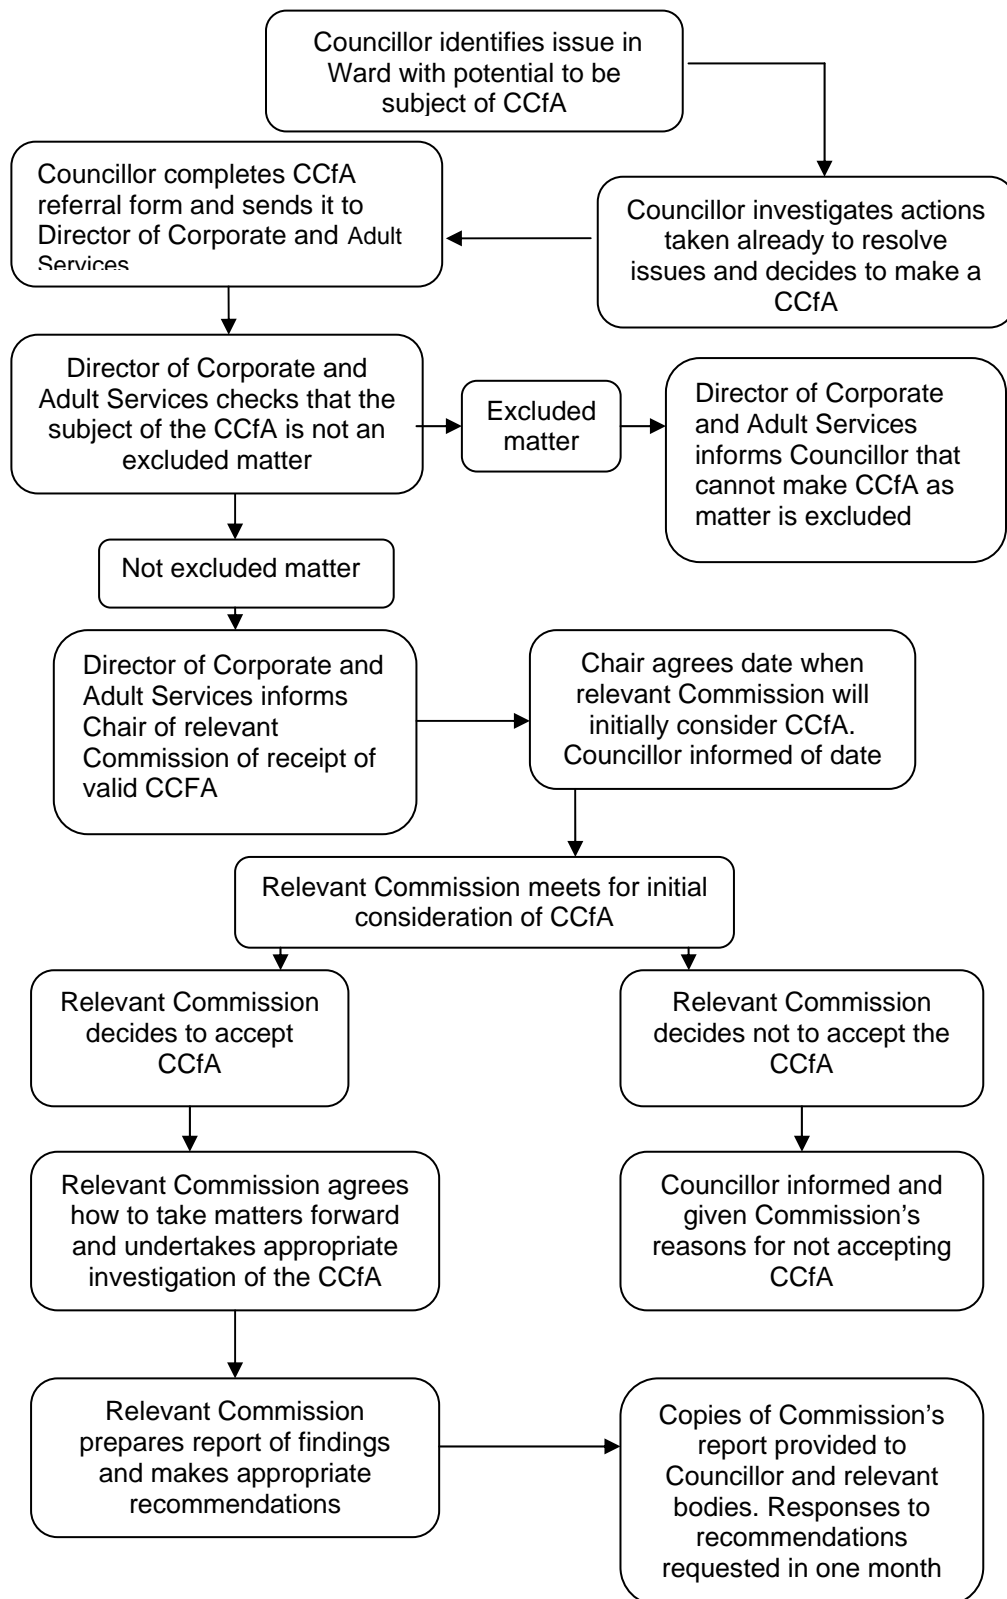 Councillor identifies issue in
Ward with potential to be
subject of CCfA
Councillor investigates actions
taken already to resolve
issues and decides to make a
CCfA
Councillor completes CCfA
referral form and sends it to
Director of Corporate and Adult
Services
Director of Corporate and
Adult Services checks that the
subject of the CCfA is not an
excluded matter
Excluded
matter
Director of Corporate
and Adult Services
informs Councillor that
cannot make CCfA as
matter is excluded
Not excluded matter
Director of Corporate and
Adult Services informs
Chair of relevant
Commission of receipt of
valid CCFA
Chair agrees date when
relevant Commission will
initially consider CCfA.
Councillor informed of date
Relevant Commission meets for initial
consideration of CCfA
Relevant Commission
decides to accept
CCfA
Relevant Commission
decides not to accept the
CCfA
Relevant Commission agrees
how to take matters forward
and undertakes appropriate
investigation of the CCfA
Councillor informed and
given Commission’s
reasons for not accepting
CCfA
Relevant Commission
prepares report of findings
and makes appropriate
recommendations
Copies of Commission’s
report provided to
Councillor and relevant
bodies. Responses to
recommendations
requested in one month